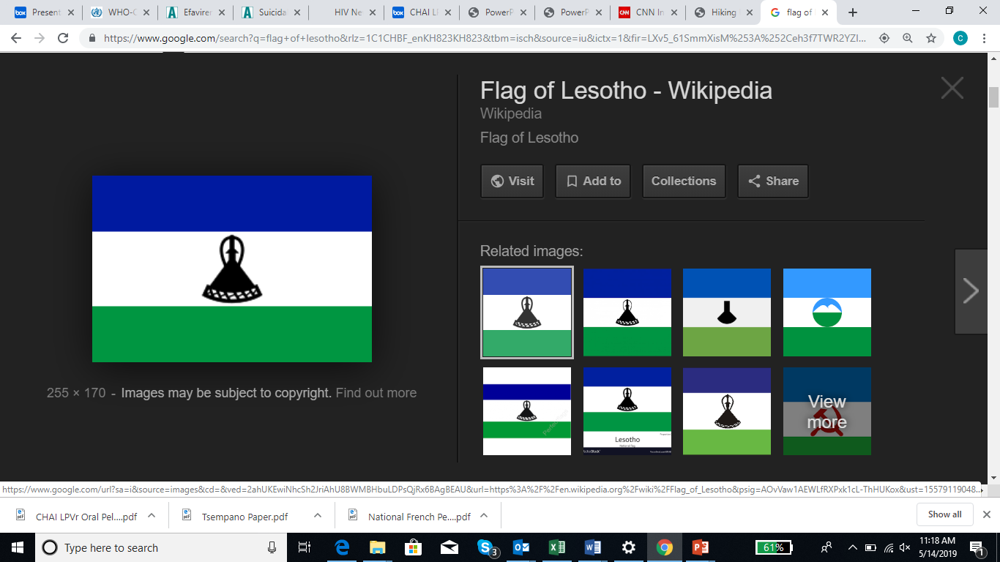 Present
WHO-C
Efavirer
Suicida
HIV Ne
CHAI LI
PowerP
PowerP
CNN In
Hiking
flag of
https://www.google.com/search?q=flag+of+lesotho&rlz=1C1CHBF_enKH823KH823&tbm=isch&source=iu&ictx=1&fir=LXv5_61SmmXisM%253A%252Ceh3f7TWR2YZI...
C
Flag of Lesotho - Wikipedia
Wikipedia
Flag of Lesotho
Visit
Add to
Collections
Share
Related images:
View
more
Lesotho
255 × 170 - Images may be subject to copyright. Find out more
https://www.google.com/url?sa=i&source=images&cd=&ved=2ahUKEwiNhcSh2JriAhU8BWMBHbuLDPsQjRx6BAgBEAU&url=https%3A%2F%2Fen.wikipedia.org%2Fwiki%2FFlag_of_Lesotho&psig=AOvVaw1AEWLfRXPxk1cL-ThHUKox&ust=15579119048...
CHAI LPVr Oral Pel....pdf
Tsempano Paper.pdf
National French Pe....pdf
Show all
Type here to search
3
61%
11:18 AM
5/14/2019
1